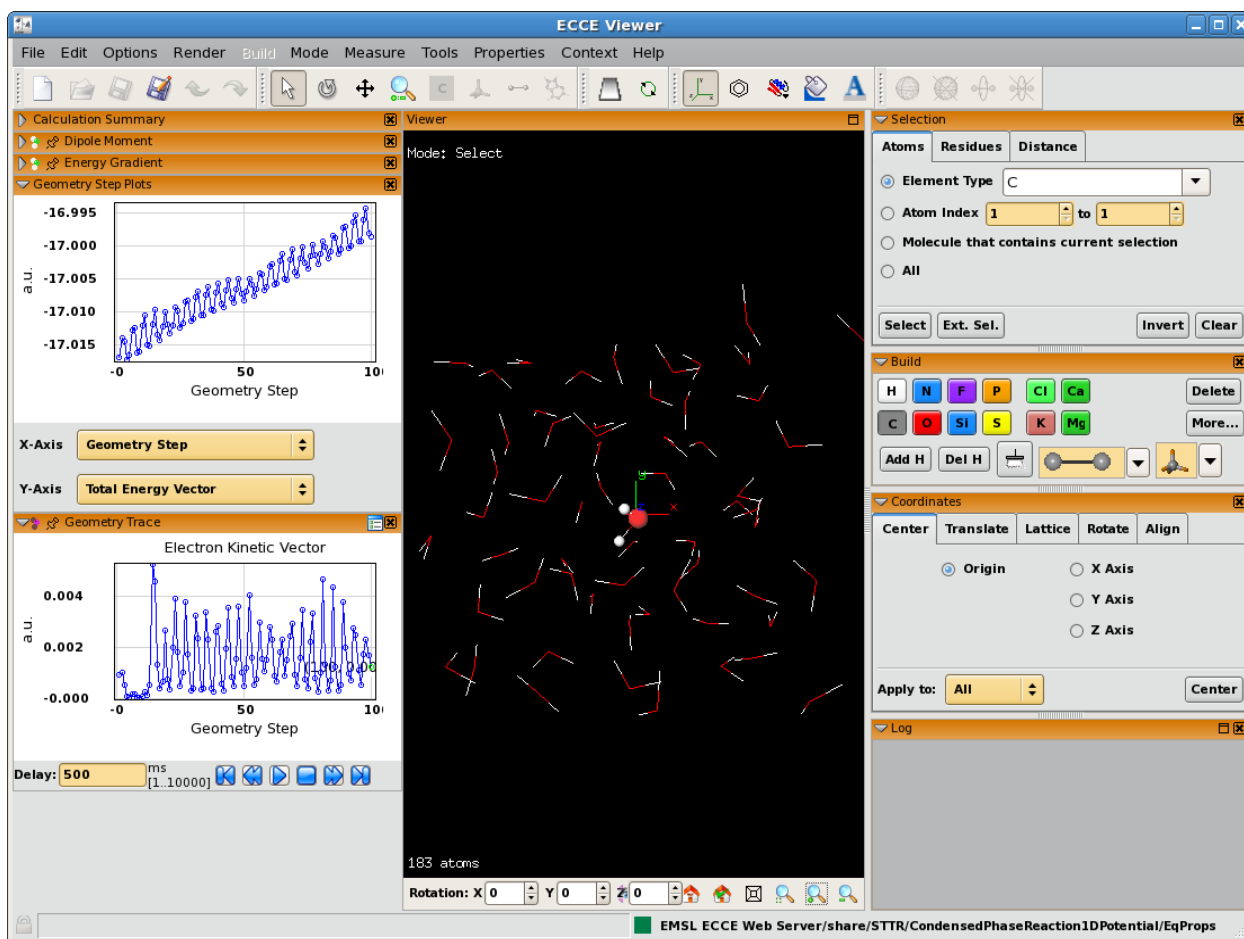 ECCE Viewer
File Edit Options Render Build Mode Measure Tools Properties Context Help
C
A
Calculation Summary
Dipole Moment
Energy Gradient
Geometry Step Plots
-16.995
-17.000
-17.005
-17.010
-17.015
a.u.
-0 50 10
Geometry Step
X-Axis Geometry Step
Y-Axis Total Energy Vector
Geometry Trace
Electron Kinetic Vector
0.004
0.002
-0.000
a.u.
-0 50 10
Geometry Step
Delay: 500 ms
[1..10000]
Viewer
Mode: Select
y
x
183 atoms
Rotation: X 0 Y 0 Z 0
Selection
Atoms Residues Distance
Element Type C
Atom Index 1 to 1
Molecule that contains current selection
All
Select Ext. Sel. Invert Clear
Build
H N F P Cl Ca Delete
C O Si S K Mg More...
Add H Del H
Coordinates
Center Translate Lattice Rotate Align
Origin X Axis
Y Axis
Z Axis
Apply to: All Center
Log
EMSL ECCE Web Server/share/STTR/CondensedPhaseReaction1DPotential/EqProps